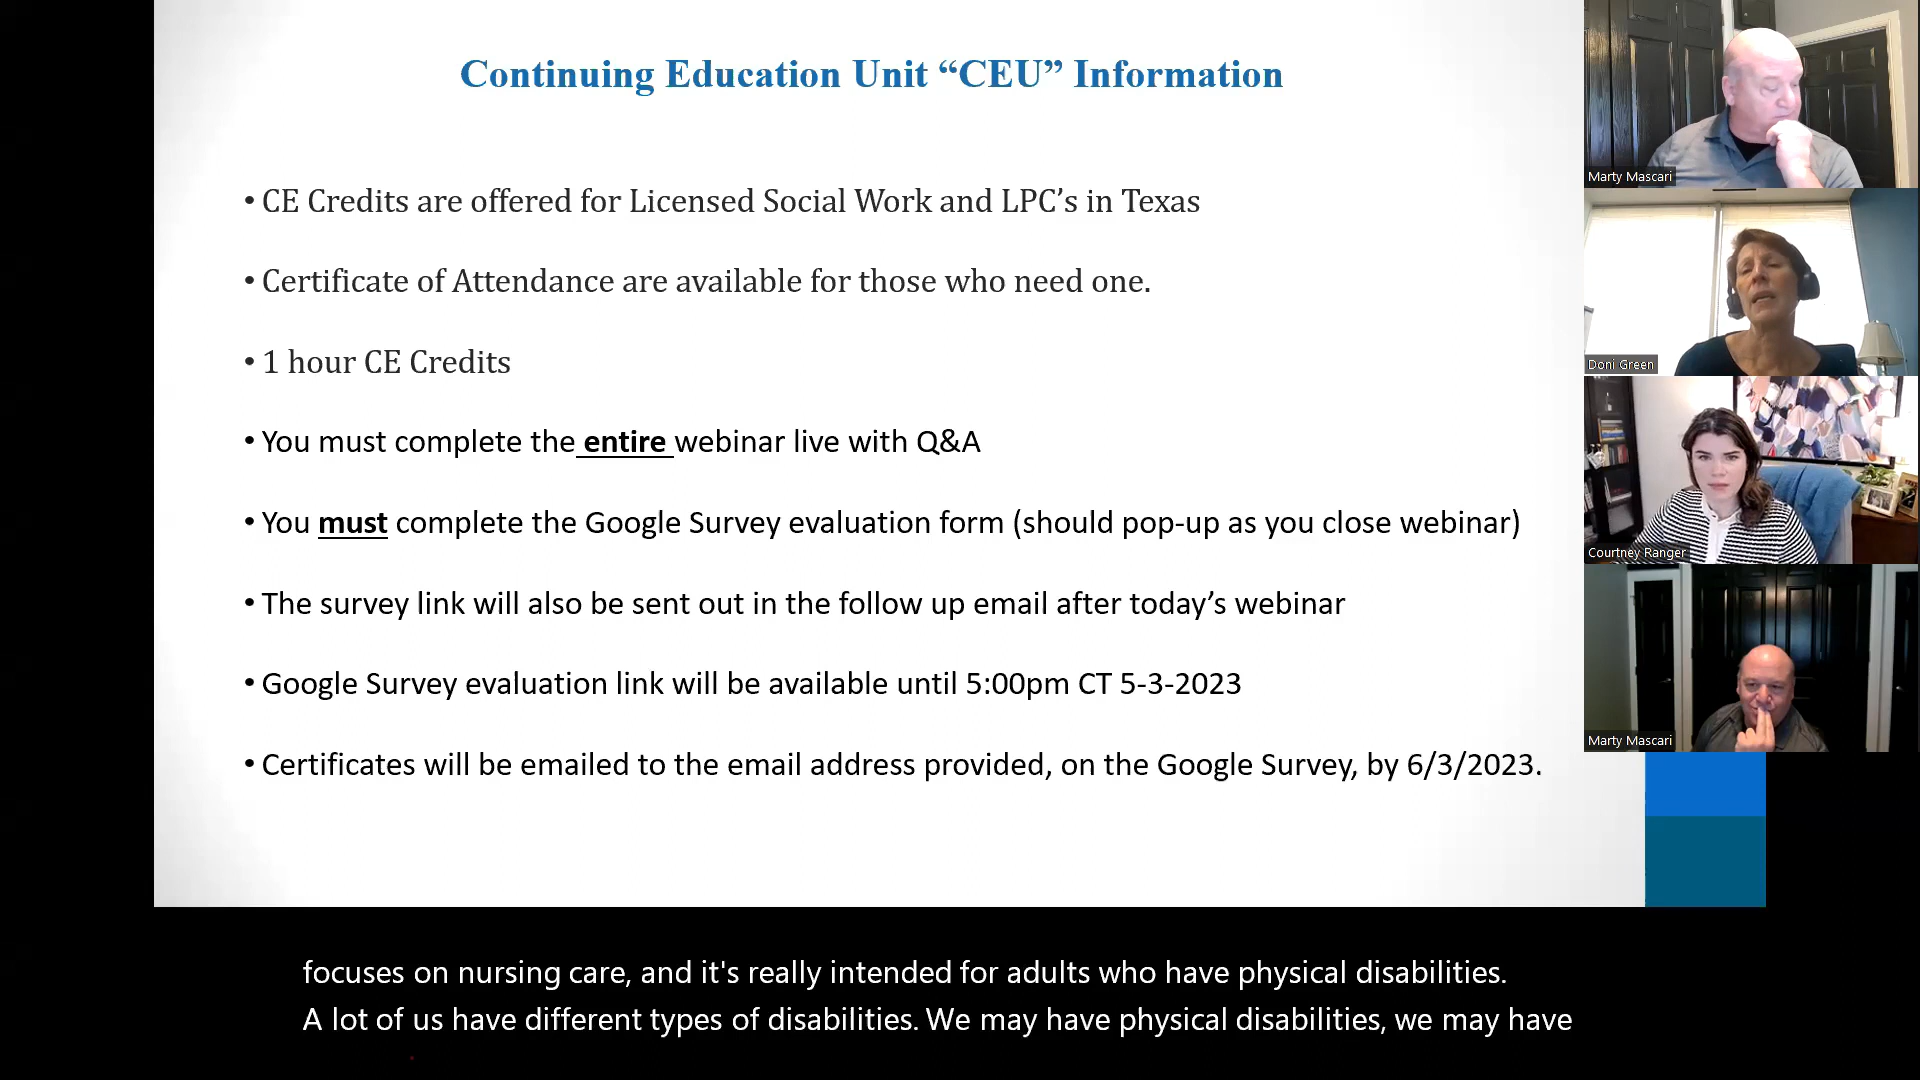 Continuing Education Unit “CEU” Information
• CE Credits are offered for Licensed Social Work and LPC’s in Texas
• Certificate of Attendance are available for those who need one.
• 1 hour CE Credits
• You must complete the entire webinar live with Q&A
• You must complete the Google Survey evaluation form (should pop-up as you close webinar)
• The survey link will also be sent out in the follow up email after today’s webinar
• Google Survey evaluation link will be available until 5:00pm CT 5-3-2023
• Certificates will be emailed to the email address provided, on the Google Survey, by 6/3/2023.
Marty Mascari
Doni Green
Courtney Ranger
Marty Mascari
focuses on nursing care, and it's really intended for adults who have physical disabilities.
A lot of us have different types of disabilities. We may have physical disabilities, we may have